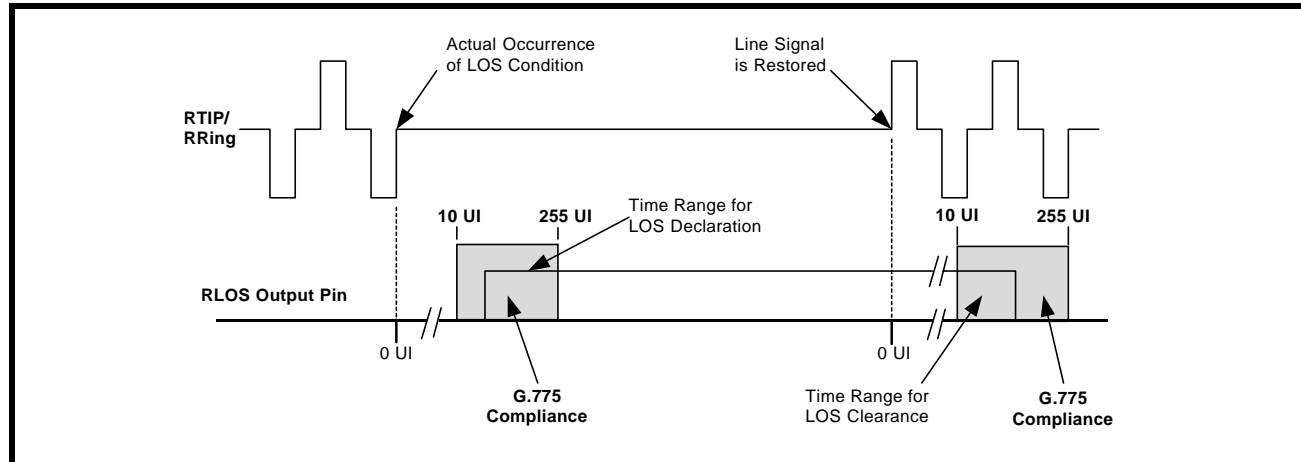 Actual Occurrence
of LOS Condition
Line Signal
is Restored
RTIP/
RRing
Time Range for
LOS Declaration
10 UI
255 UI
10 UI
255 UI
RLOS Output Pin
0 UI
0 UI
G.775
Compliance
Time Range for
LOS Clearance
G.775
Compliance